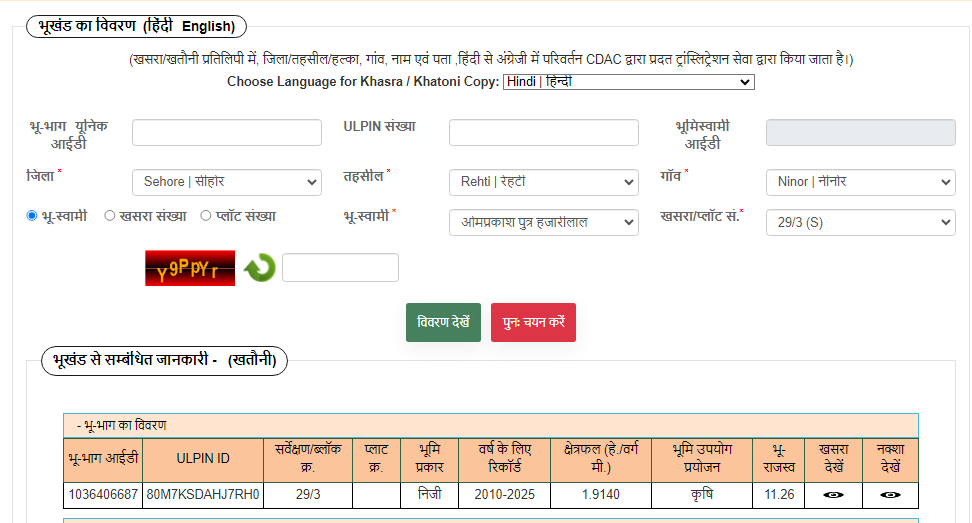 भूखंड का विवरण (हिंदी English)
(खसरा/खतौनी प्रतिलिपी में, जिला/तहसील/हल्का, गांव, नाम एवं पता ,हिंदी से अंग्रेजी में परिवर्तन CDAC द्वारा प्रदत ट्रांस्लिट्रेशन सेवा द्वारा किया जाता है।)
Choose Language for Khasra / Khatoni Copy: Hindi | हिन्दी
भू-भाग यूनिक आईडी
ULPIN संख्या
भूमिस्वामी आईडी
जिला * Sehore | सीहोर तहसील * Rehti | रेहटी गाँव * Ninor | नीनोर
भू-स्वामी खसरा संख्या प्लॉट संख्या भू-स्वामी * ओमप्रकाश पुत्र हजारीलाल खसरा/प्लॉट सं.* 29/3 (S)
Y9PpYr
विवरण देखें पुनः चयन करें
भूखंड से सम्बंधित जानकारी - (खतौनी)
- भू-भाग का विवरण
भू-भाग आईडी ULPIN ID सर्वेक्षण/ब्लॉक क्र. प्लाट क्र. भूमि प्रकार वर्ष के लिए रिकॉर्ड क्षेत्रफल (हे./वर्ग मी.) भूमि उपयोग प्रयोजन भू-राजस्व खसरा देखें नक्शा देखें
1036406687 80M7KSDAHJ7RH0 29/3 निजी 2010-2025 1.9140 कृषि 11.26